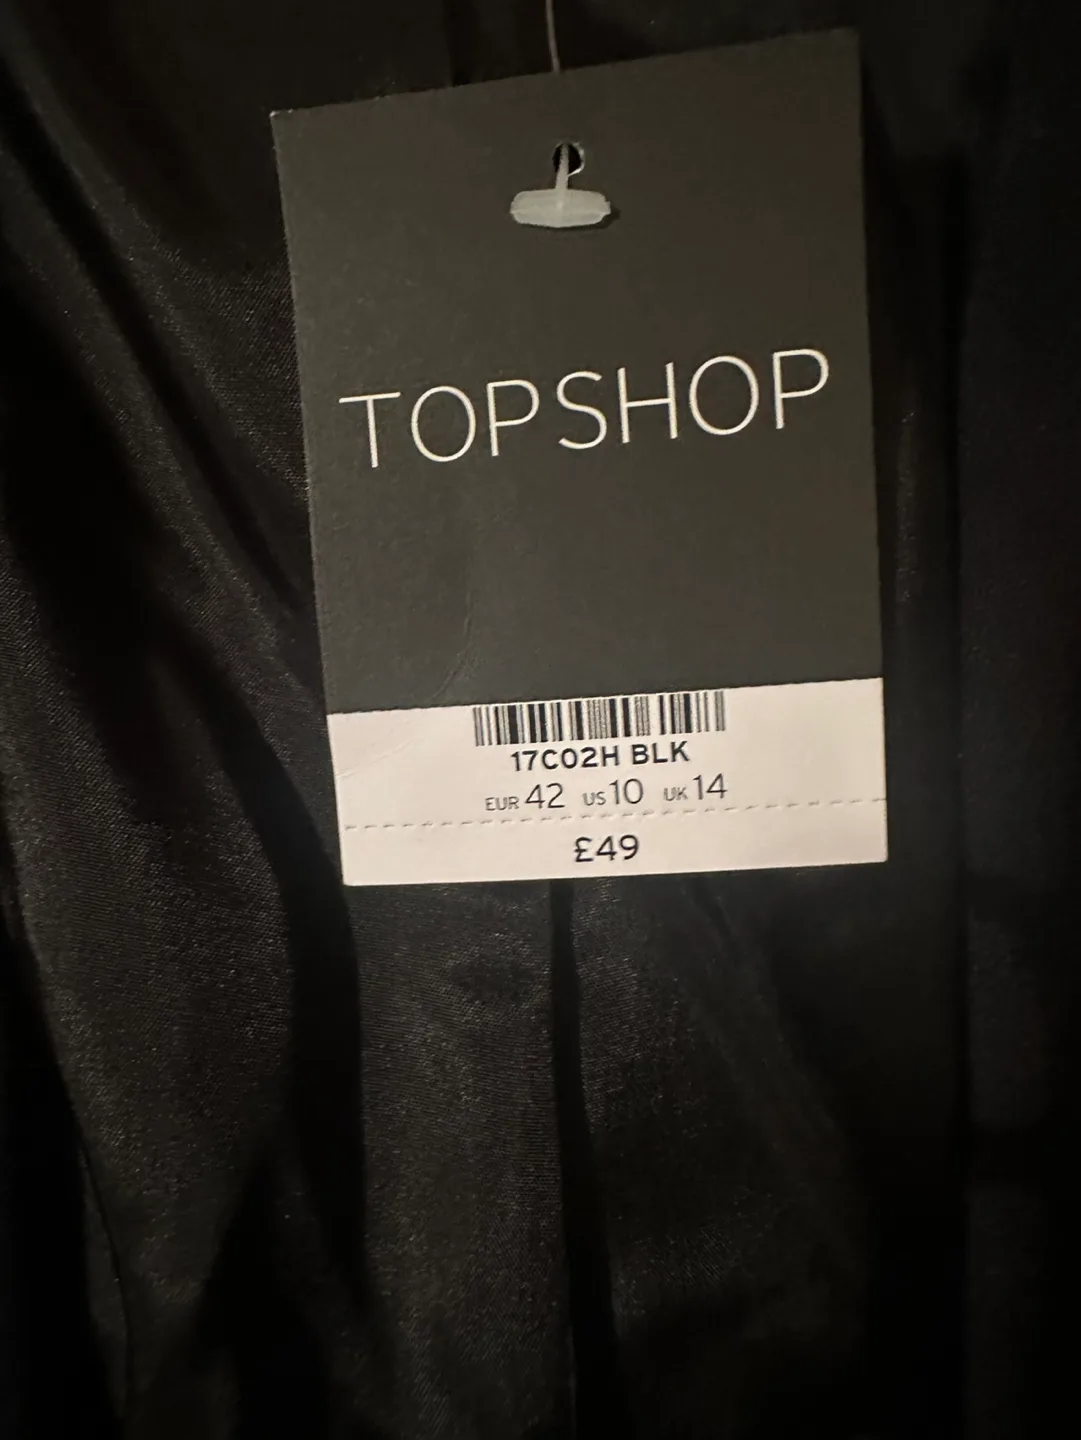 TOPSHOP
17C02H BLK
EUR 42 US 10 UK 14
£49